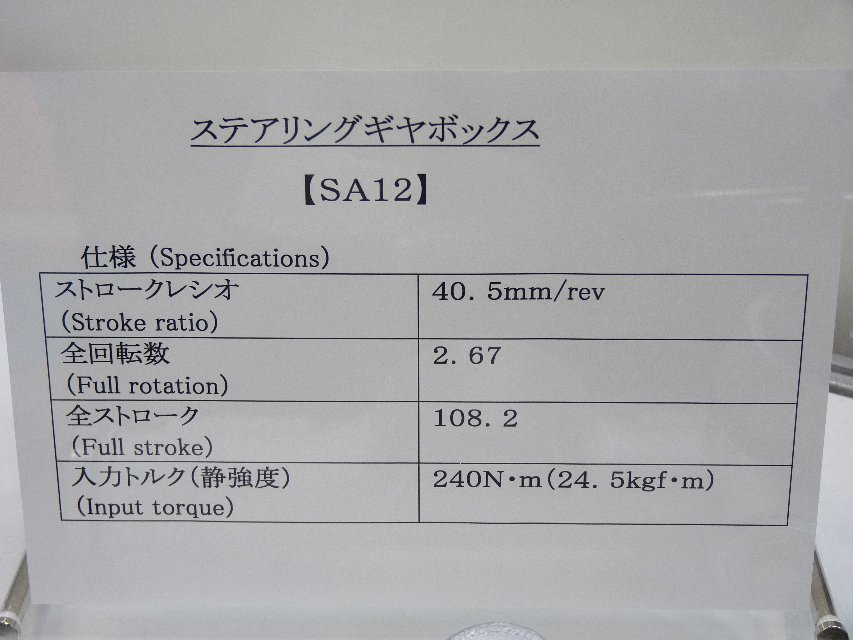 ステアリングギヤボックス
【SA12】
仕様（Specifications）
ストロークレシオ
（Stroke ratio）
40．5mm/rev
全回転数
（Full rotation）
2．67
全ストローク
（Full stroke）
108．2
入力トルク（静強度）
（Input torque）
240N・m（24．5kgf・m）